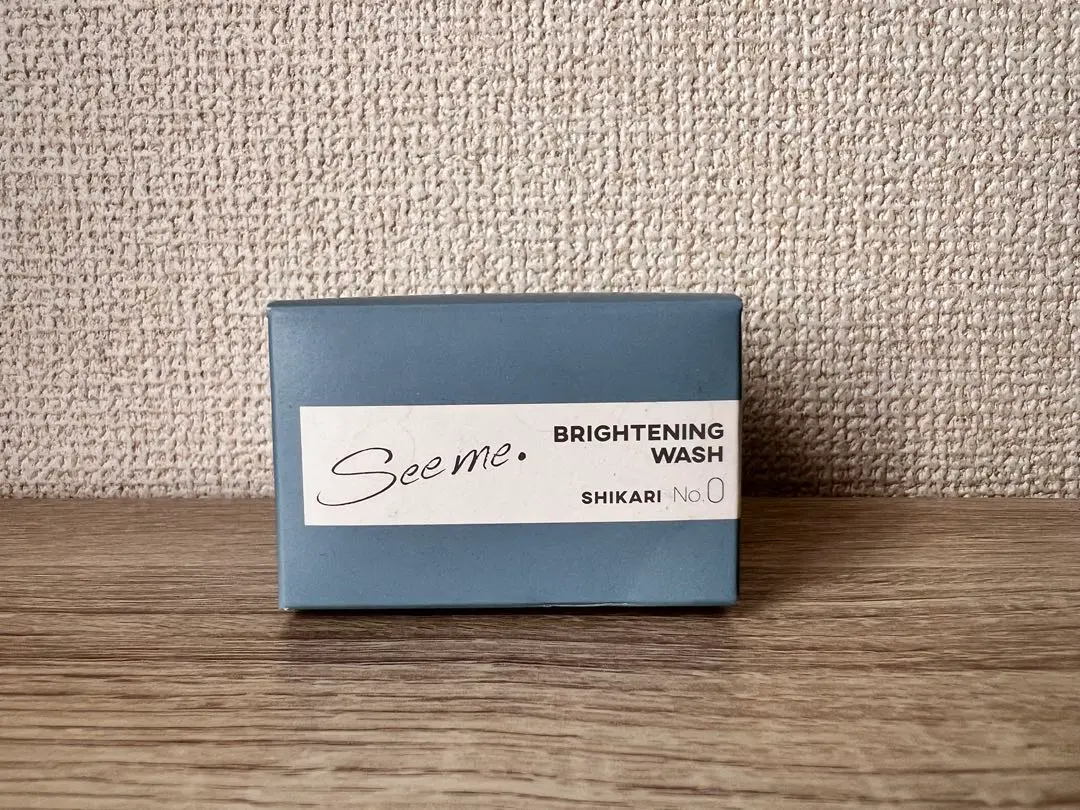 See me.
BRIGHTENING
WASH
SHIKARI No.0